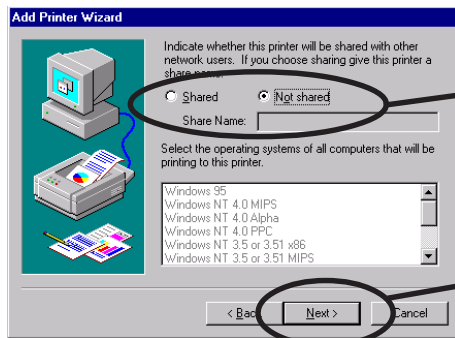 Add Printer Wizard
Indicate whether this printer will be shared with other
network users. If you choose sharing give this printer a
share name.
Shared Not shared
Share Name:
Select the operating systems of all computers that will be
printing to this printer.
Windows 95
Windows NT 4.0 MIPS
Windows NT 4.0 Alpha
Windows NT 4.0 PPC
Windows NT 3.5 or 3.51 x86
Windows NT 3.5 or 3.51 MIPS
< Back Next > Cancel